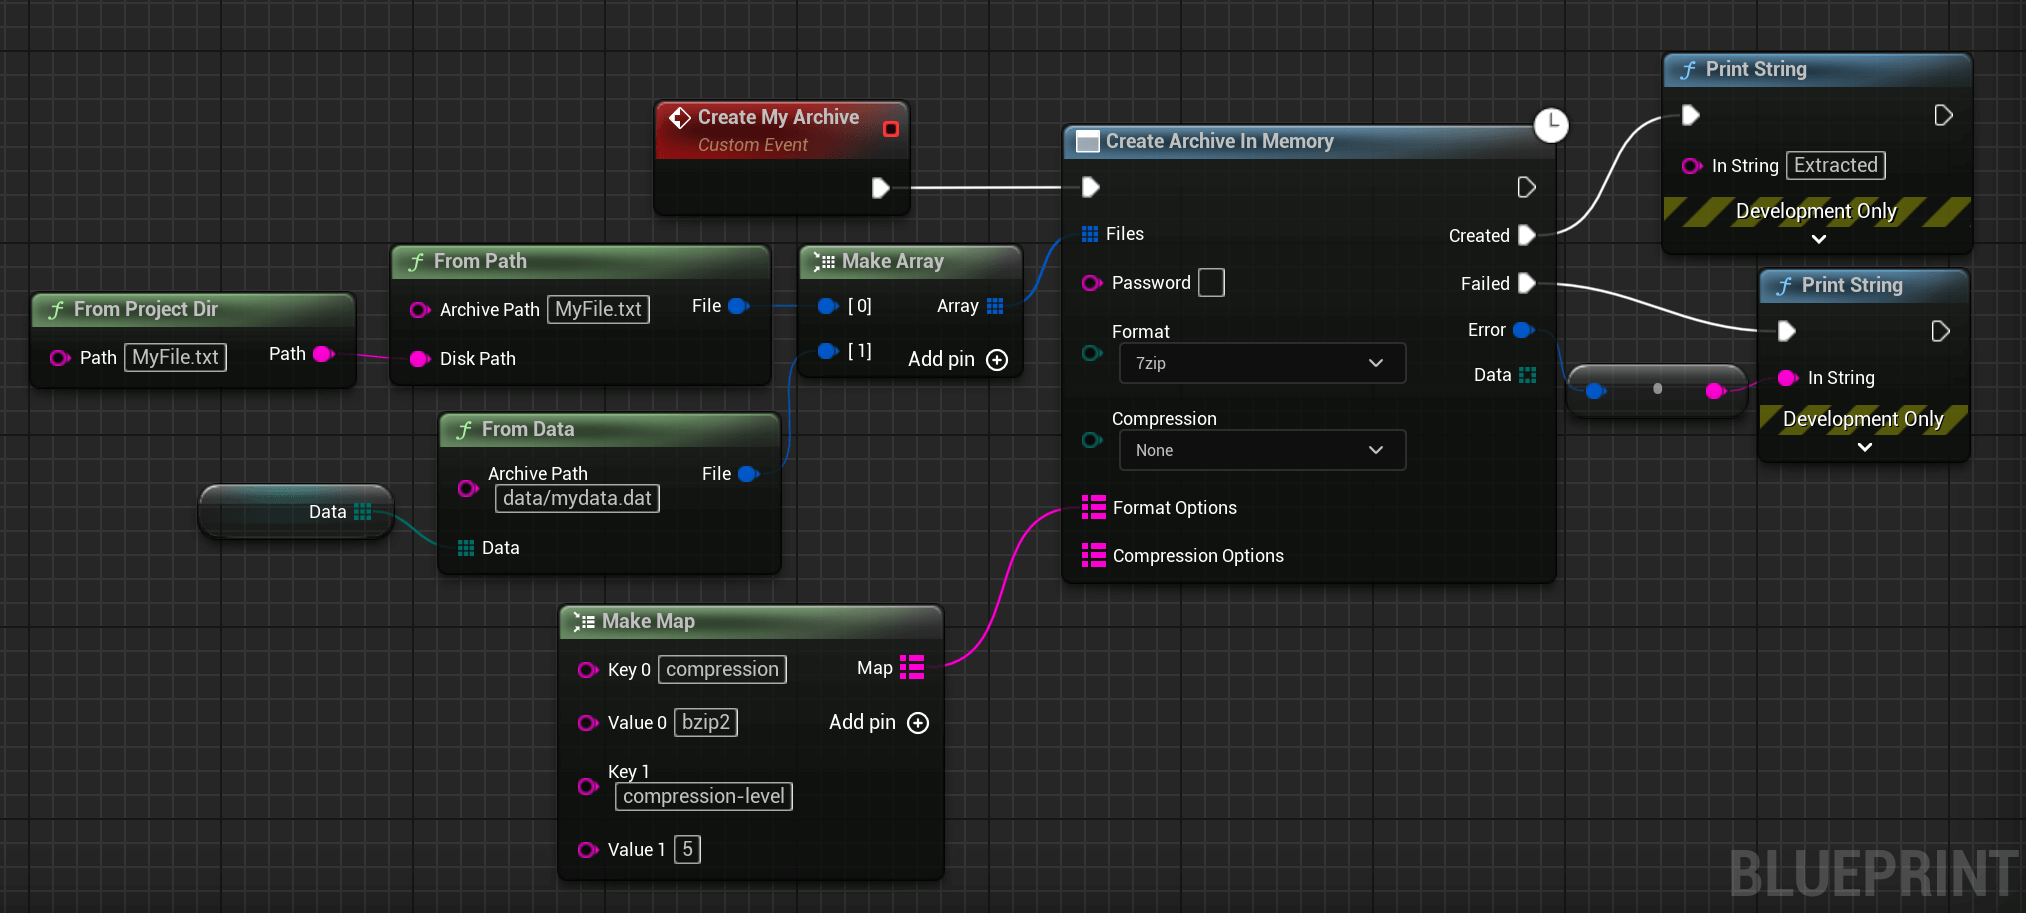 Create My Archive
Custom Event
From Project Dir
Path MyFile.txt
Path
From Path
Archive Path MyFile.txt
File
Disk Path
Make Array
[ 0]
Array
[ 1]
Add pin
Data
From Data
Archive Path
data/mydata.dat
File
Data
Make Map
Key 0 compression
Map
Value 0 bzip2
Add pin
Key 1
compression-level
Value 1 5
Create Archive In Memory
Files
Created
Password
Failed
Format
7zip
Error
Data
Compression
None
Format Options
Compression Options
Print String
In String Extracted
Development Only
Print String
In String
Development Only
BLUEPRINT